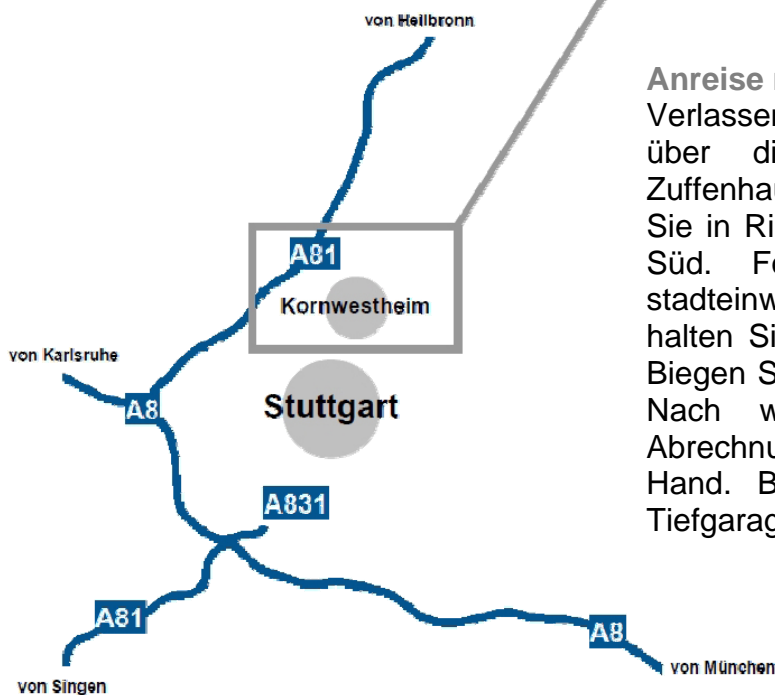 von Heilbronn
A81
Kornwestheim
von Karlsruhe
A8
Stuttgart
A831
A81
A8
von München
von Singen
Anreise
Verlassen
über
Zuffenhau
Sie in Ri
Süd.
stadteinw
halten Si
Biegen S
Nach w
Abrechnu
Hand. B
Tiefgarag